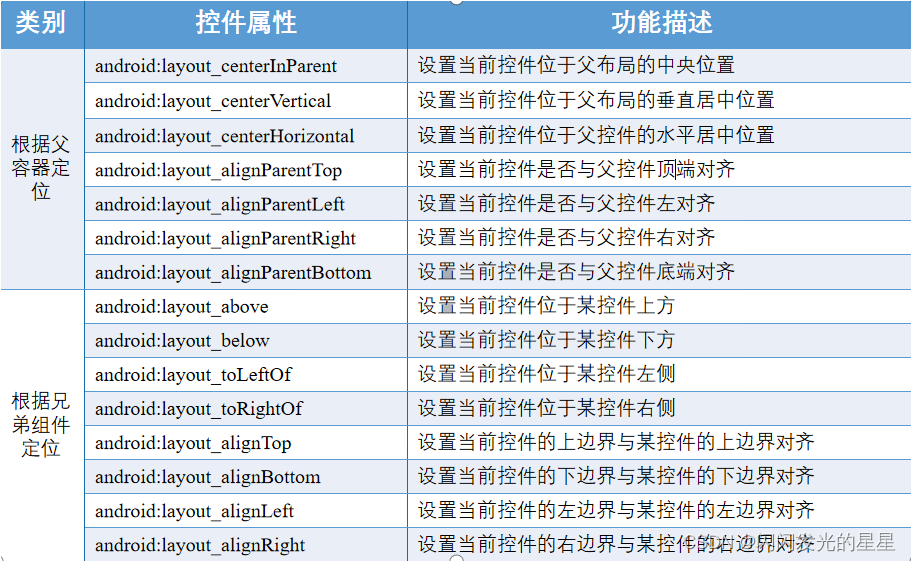 类别 控件属性 功能描述
根据父
容器定
位
android:layout_centerInParent 设置当前控件位于父布局的中央位置
android:layout_centerVertical 设置当前控件位于父布局的垂直居中位置
android:layout_centerHorizontal 设置当前控件位于父控件的水平居中位置
android:layout_alignParentTop 设置当前控件是否与父控件顶端对齐
android:layout_alignParentLeft 设置当前控件是否与父控件左对齐
android:layout_alignParentRight 设置当前控件是否与父控件右对齐
android:layout_alignParentBottom 设置当前控件是否与父控件底端对齐
根据兄
弟组件
定位
android:layout_above 设置当前控件位于某控件上方
android:layout_below 设置当前控件位于某控件下方
android:layout_toLeftOf 设置当前控件位于某控件左侧
android:layout_toRightOf 设置当前控件位于某控件右侧
android:layout_alignTop 设置当前控件的上边界与某控件的上边界对齐
android:layout_alignBottom 设置当前控件的下边界与某控件的下边界对齐
android:layout_alignLeft 设置当前控件的左边界与某控件的左边界对齐
android:layout_alignRight 设置当前控件的右边界与某控件的右边界对齐
CSDN @闪闪发光的星星